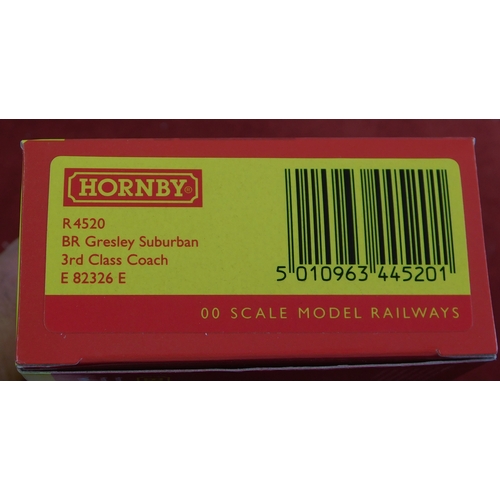 HORNBY®
R4520
BR Gresley Suburban
3rd Class Coach
E 82326 E
5 010963 445201
00 SCALE MODEL RAILWAYS